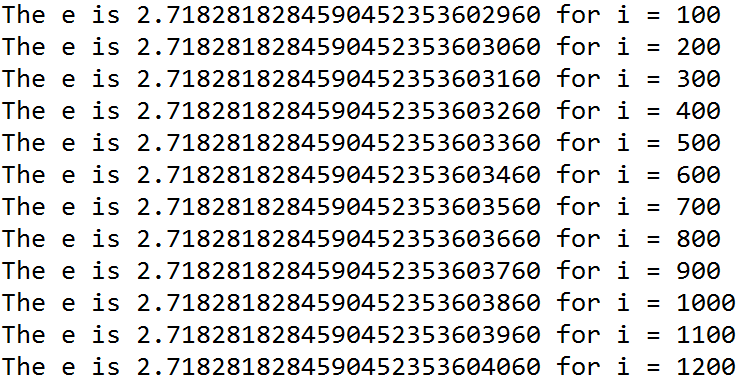 The e is 2.7182818284590452353602960 for i = 100
The e is 2.7182818284590452353603060 for i = 200
The e is 2.7182818284590452353603160 for i = 300
The e is 2.7182818284590452353603260 for i = 400
The e is 2.7182818284590452353603360 for i = 500
The e is 2.7182818284590452353603460 for i = 600
The e is 2.7182818284590452353603560 for i = 700
The e is 2.7182818284590452353603660 for i = 800
The e is 2.7182818284590452353603760 for i = 900
The e is 2.7182818284590452353603860 for i = 1000
The e is 2.7182818284590452353603960 for i = 1100
The e is 2.7182818284590452353604060 for i = 1200